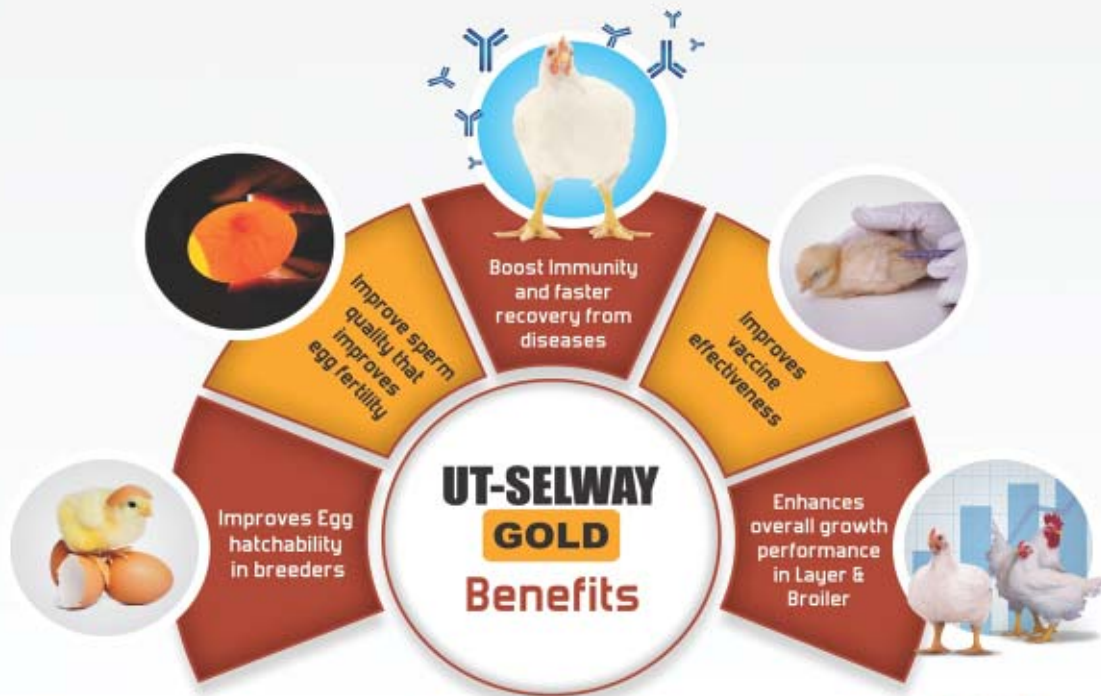 Boost Immunity
and faster
recovery from
diseases
Improve sperm
quality that
improves
egg fertility
Improves
vaccine
effectiveness
Improves Egg
hatchability
in breeders
UT-SELWAY
GOLD
Benefits
Enhances
overall growth
performance
in Layer &
Broiler